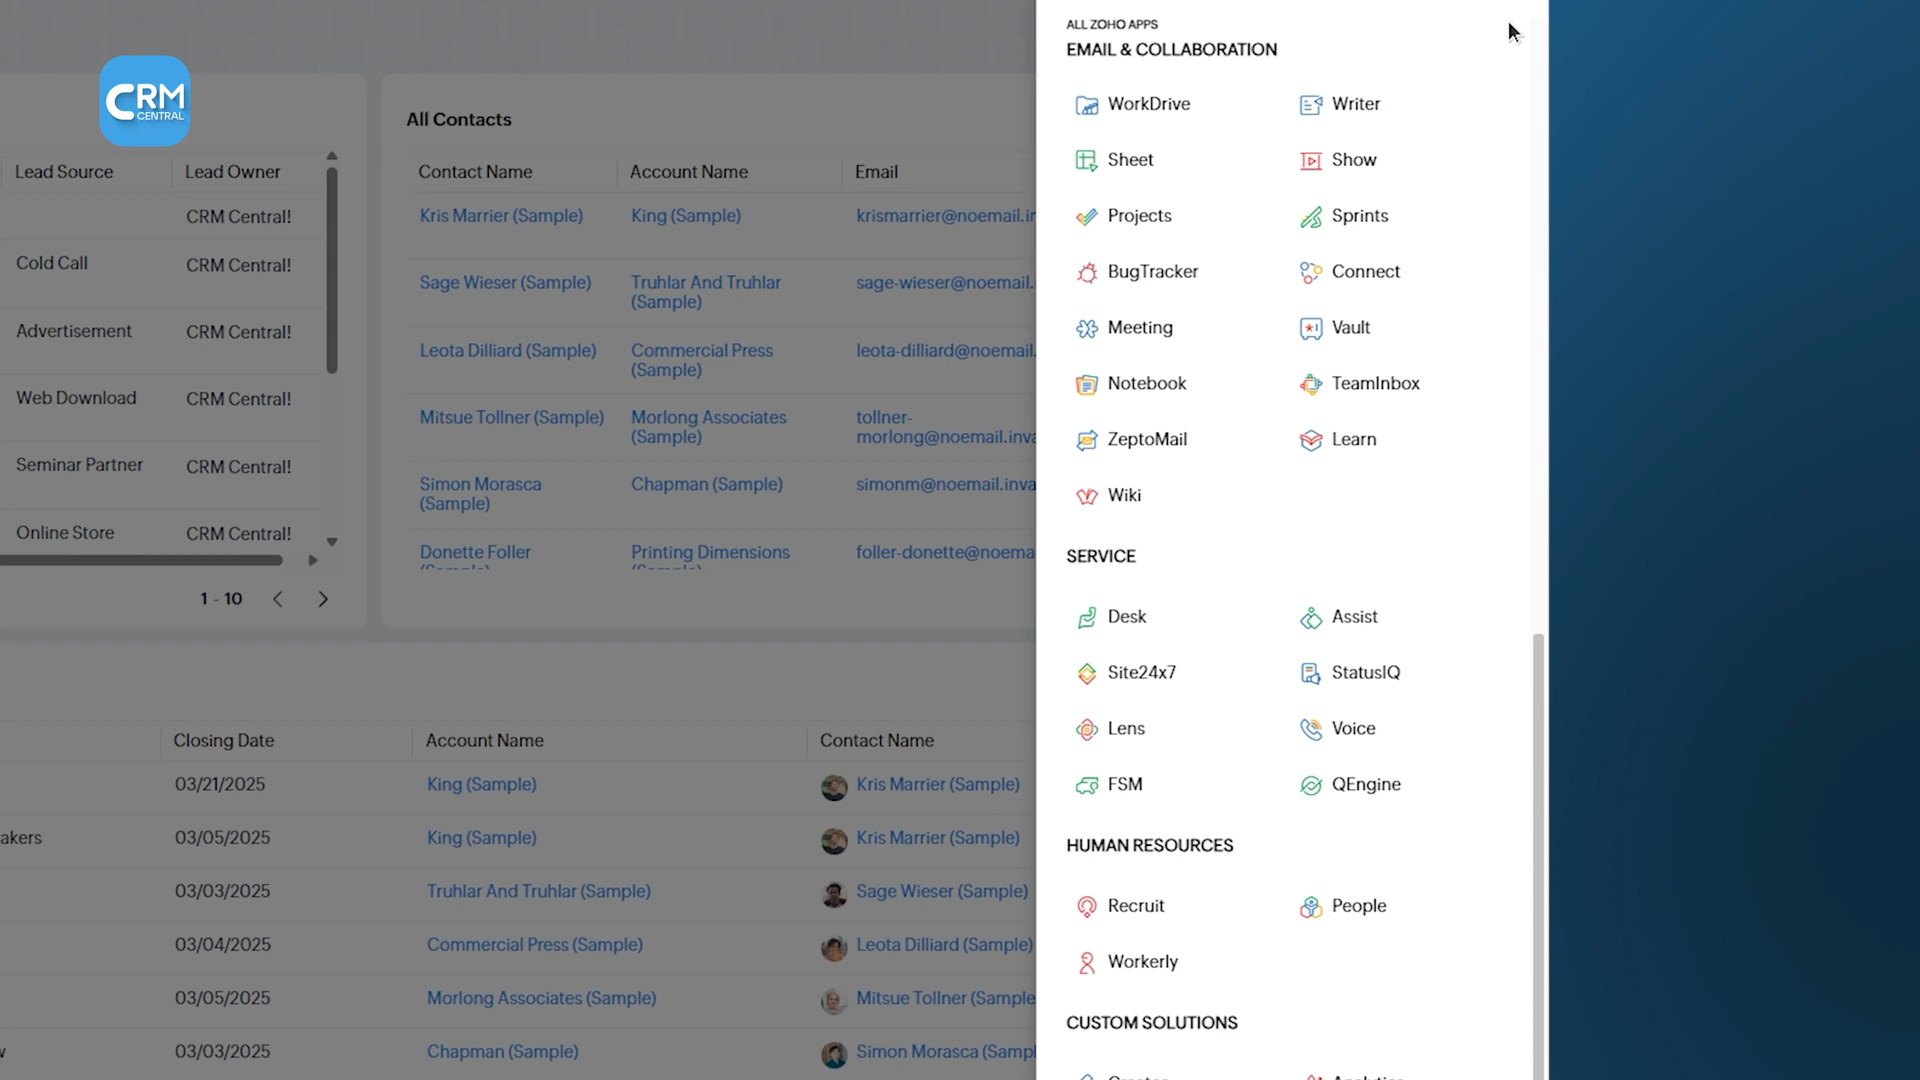 CRM
CENTRAL
Lead Source
Lead Owner
CRM Central!
Cold Call
CRM Central!
Advertisement
CRM Central!
Web Download
CRM Central!
Seminar Partner
CRM Central!
Online Store
CRM Central!
1 - 10
All Contacts
Contact Name
Account Name
Email
Kris Marrier (Sample)
King (Sample)
krismarrier@noemail.in
Sage Wieser (Sample)
Truhlar And Truhlar
(Sample)
sage-wieser@noemail.
Leota Dilliard (Sample)
Commercial Press
(Sample)
leota-dilliard@noemail.
Mitsue Tollner (Sample)
Morlong Associates
(Sample)
tollner-
morlong@noemail.inva
Simon Morasca
(Sample)
Chapman (Sample)
simonm@noemail.inva
Donette Foller
(Sample)
Printing Dimensions
(Sample)
foller-donette@noema
Closing Date
Account Name
Contact Name
03/21/2025
King (Sample)
Kris Marrier (Sample)
akers
03/05/2025
King (Sample)
Kris Marrier (Sample)
03/03/2025
Truhlar And Truhlar (Sample)
Sage Wieser (Sample)
03/04/2025
Commercial Press (Sample)
Leota Dilliard (Sample)
03/05/2025
Morlong Associates (Sample)
Mitsue Tollner (Sample
03/03/2025
Chapman (Sample)
Simon Morasca (Sampl
ALL ZOHO APPS
EMAIL & COLLABORATION
WorkDrive
Writer
Sheet
Show
Projects
Sprints
BugTracker
Connect
Meeting
Vault
Notebook
TeamInbox
ZeptoMail
Learn
Wiki
SERVICE
Desk
Assist
Site24x7
StatusIQ
Lens
Voice
FSM
QEngine
HUMAN RESOURCES
Recruit
People
Workerly
CUSTOM SOLUTIONS
Creator
Analytics